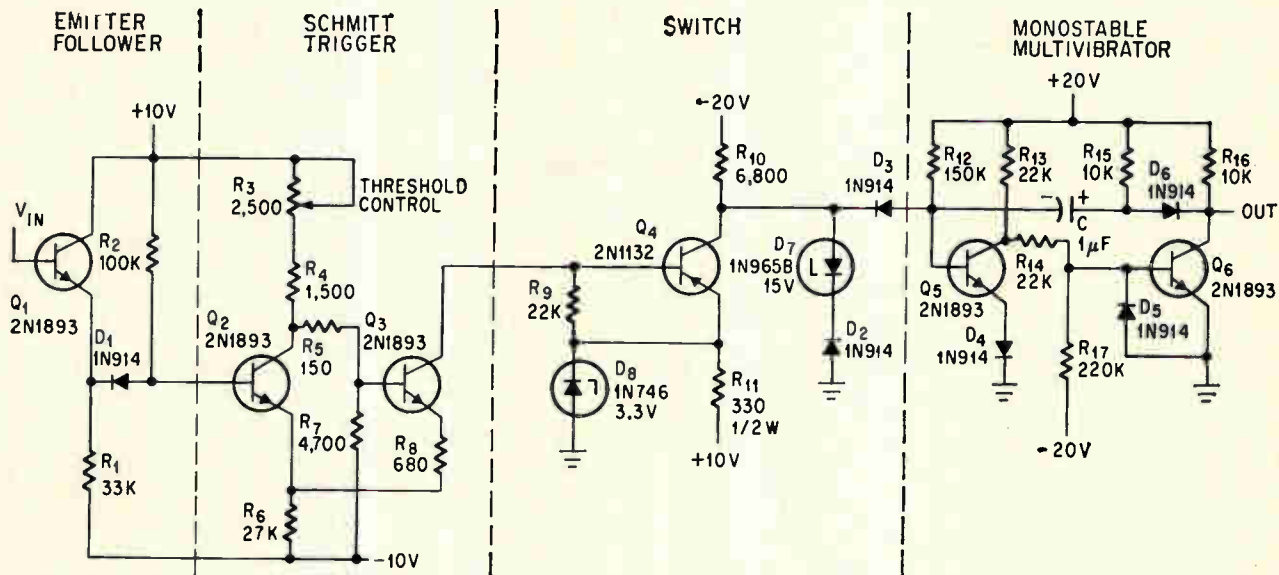 EMITTER
FOLLOWER
SCHMITT
TRIGGER
SWITCH
MONOSTABLE
MULTIVIBRATOR
+10V
VIN
Q1
2N1893
R2
100K
D1
1N914
R1
33K
R3
2,500
THRESHOLD
CONTROL
R4
1,500
Q2
2N1893
R5
150
Q3
2N1893
R7
4,700
R8
680
R6
27K
-10V
-20V
R10
6,800
Q4
2N1132
R9
22K
D8
1N746
3.3V
R11
330
1/2 W
+10V
D7
1N965B
15V
D2
1N914
D3
1N914
+20V
R12
150K
R13
22K
R15
10K
R16
10K
D6
1N914
OUT
- +
C
1µF
R14
22K
Q5
2N1893
D4
1N914
D5
1N914
Q6
2N1893
R17
220K
-20V